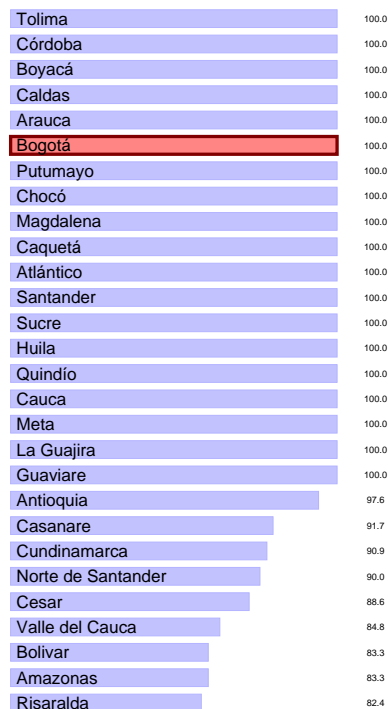 Tolima 100.0
Córdoba 100.0
Boyacá 100.0
Caldas 100.0
Arauca 100.0
Bogotá 100.0
Putumayo 100.0
Chocó 100.0
Magdalena 100.0
Caquetá 100.0
Atlántico 100.0
Santander 100.0
Sucre 100.0
Huila 100.0
Quindío 100.0
Cauca 100.0
Meta 100.0
La Guajira 100.0
Guaviare 100.0
Antioquia 97.6
Casanare 91.7
Cundinamarca 90.9
Norte de Santander 90.0
Cesar 88.6
Valle del Cauca 84.8
Bolivar 83.3
Amazonas 83.3
Risaralda 82.4